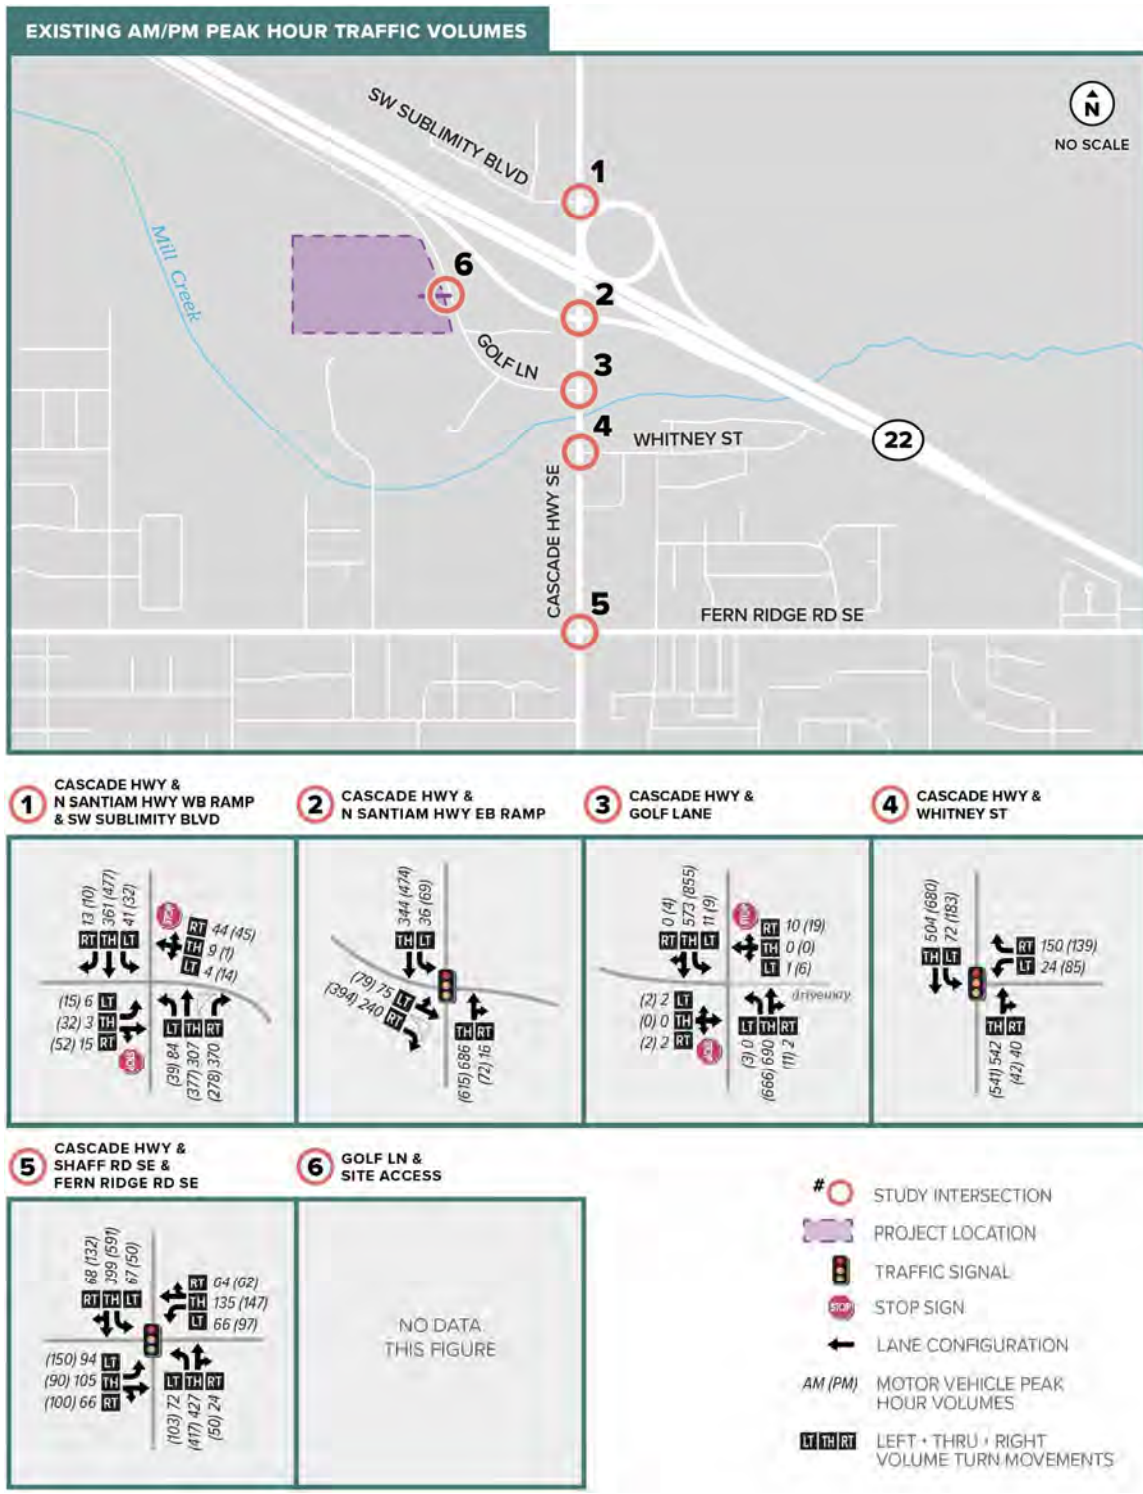 EXISTING AM/PM PEAK HOUR TRAFFIC VOLUMES
SW SUBLIMITY BLVD
N
NO SCALE
1
Mill Creek
6
2
GOLF LN
3
4
WHITNEY ST
22
CASCADE HWY SE
5
FERN RIDGE RD SE
1
CASCADE HWY &
N SANTIAM HWY WB RAMP
& SW SUBLIMITY BLVD
2
CASCADE HWY &
N SANTIAM HWY EB RAMP
3
CASCADE HWY &
GOLF LANE
4
CASCADE HWY &
WHITNEY ST
13 (10)
361 (477)
41 (32)
RT TH LT
STOP
RT 44 (45)
TH 9 (1)
LT 4 (14)
(15) 6 LT
(32) 3 TH
(52) 15 RT
STOP
LT TH RT
(39) 84
(377) 307
(278) 370
344 (474)
36 (69)
TH LT
(79) 75 LT
(394) 240 RT
TH RT
(615) 686
(72) 16
0 (4)
573 (855)
11 (9)
RT TH LT
STOP
RT 10 (19)
TH 0 (0)
LT 1 (6)
driveway
(2) 2 LT
(0) 0 TH
(2) 2 RT
STOP
LT TH RT
(3) 0
(666) 690
(11) 2
504 (680)
72 (183)
TH LT
RT 150 (139)
LT 24 (85)
TH RT
(541) 542
(42) 40
5
CASCADE HWY &
SHAFF RD SE &
FERN RIDGE RD SE
6
GOLF LN &
SITE ACCESS
68 (132)
399 (591)
67 (50)
RT TH LT
RT 64 (62)
TH 135 (147)
LT 66 (97)
(150) 94 LT
(90) 105 TH
(100) 66 RT
LT TH RT
(103) 72
(417) 427
(50) 24
NO DATA
THIS FIGURE
# STUDY INTERSECTION
PROJECT LOCATION
TRAFFIC SIGNAL
STOP STOP SIGN
LANE CONFIGURATION
AM (PM) MOTOR VEHICLE PEAK
HOUR VOLUMES
LT TH RT LEFT • THRU • RIGHT
VOLUME TURN MOVEMENTS